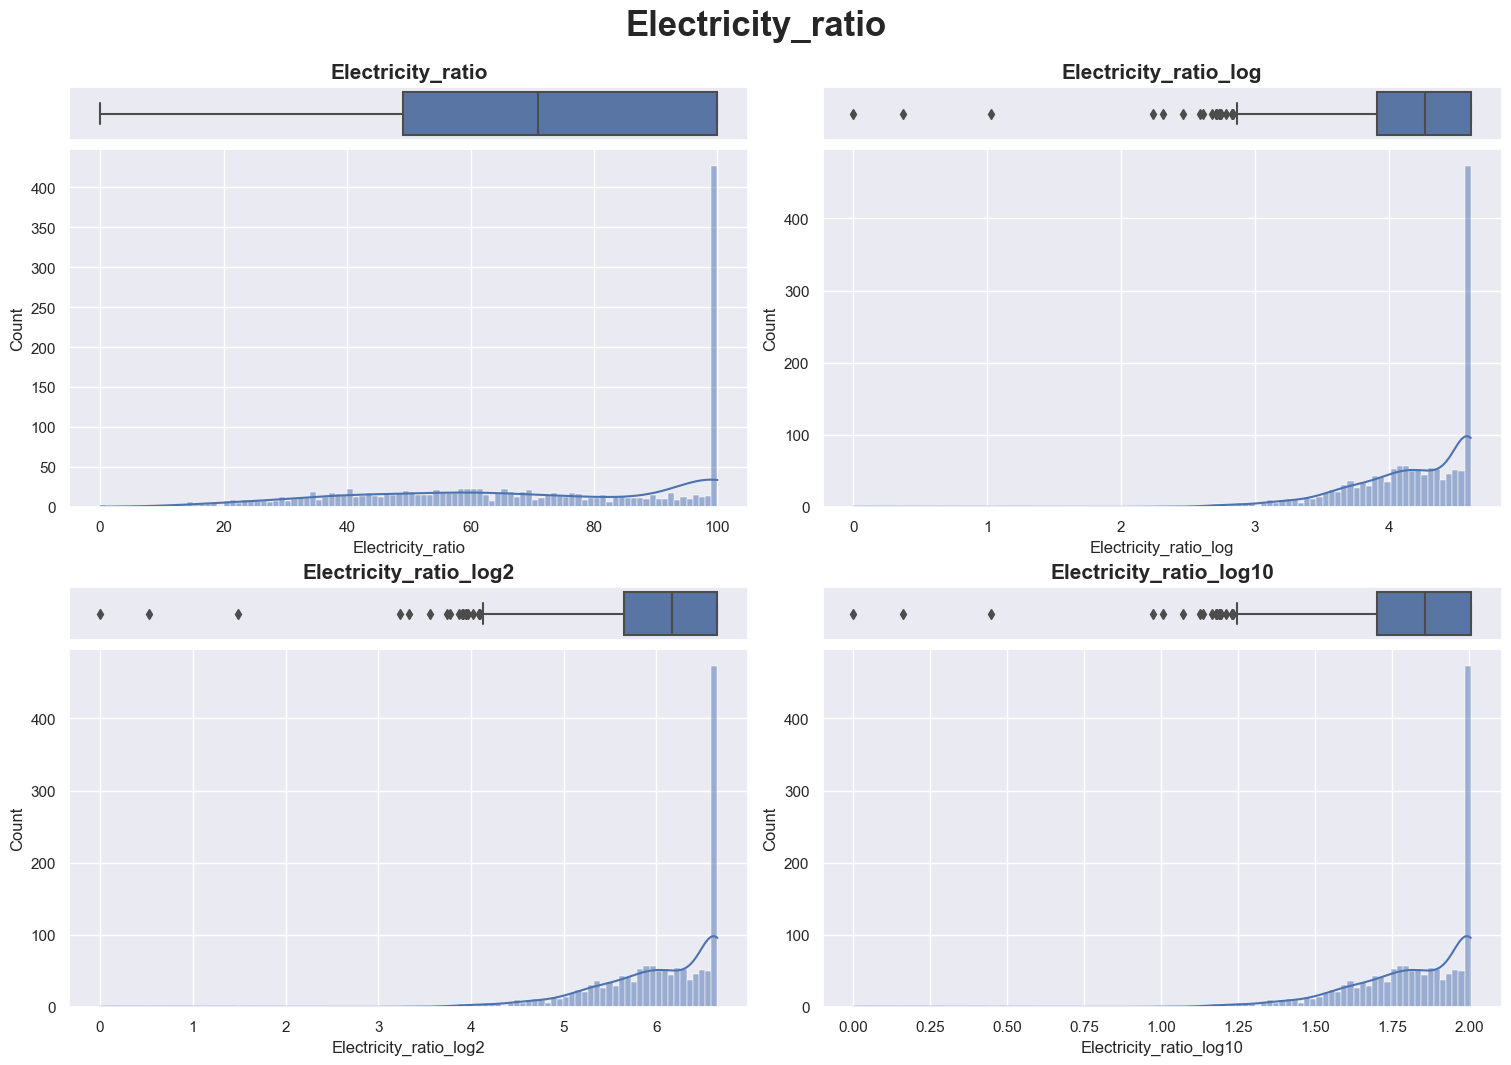 Electricity_ratio
Electricity_ratio
Count
400
350
300
250
200
150
100
50
0
0 20 40 60 80 100
Electricity_ratio
Electricity_ratio_log
Count
400
300
200
100
0
0 1 2 3 4
Electricity_ratio_log
Electricity_ratio_log2
Count
400
300
200
100
0
0 1 2 3 4 5 6
Electricity_ratio_log2
Electricity_ratio_log10
Count
400
300
200
100
0
0.00 0.25 0.50 0.75 1.00 1.25 1.50 1.75 2.00
Electricity_ratio_log10